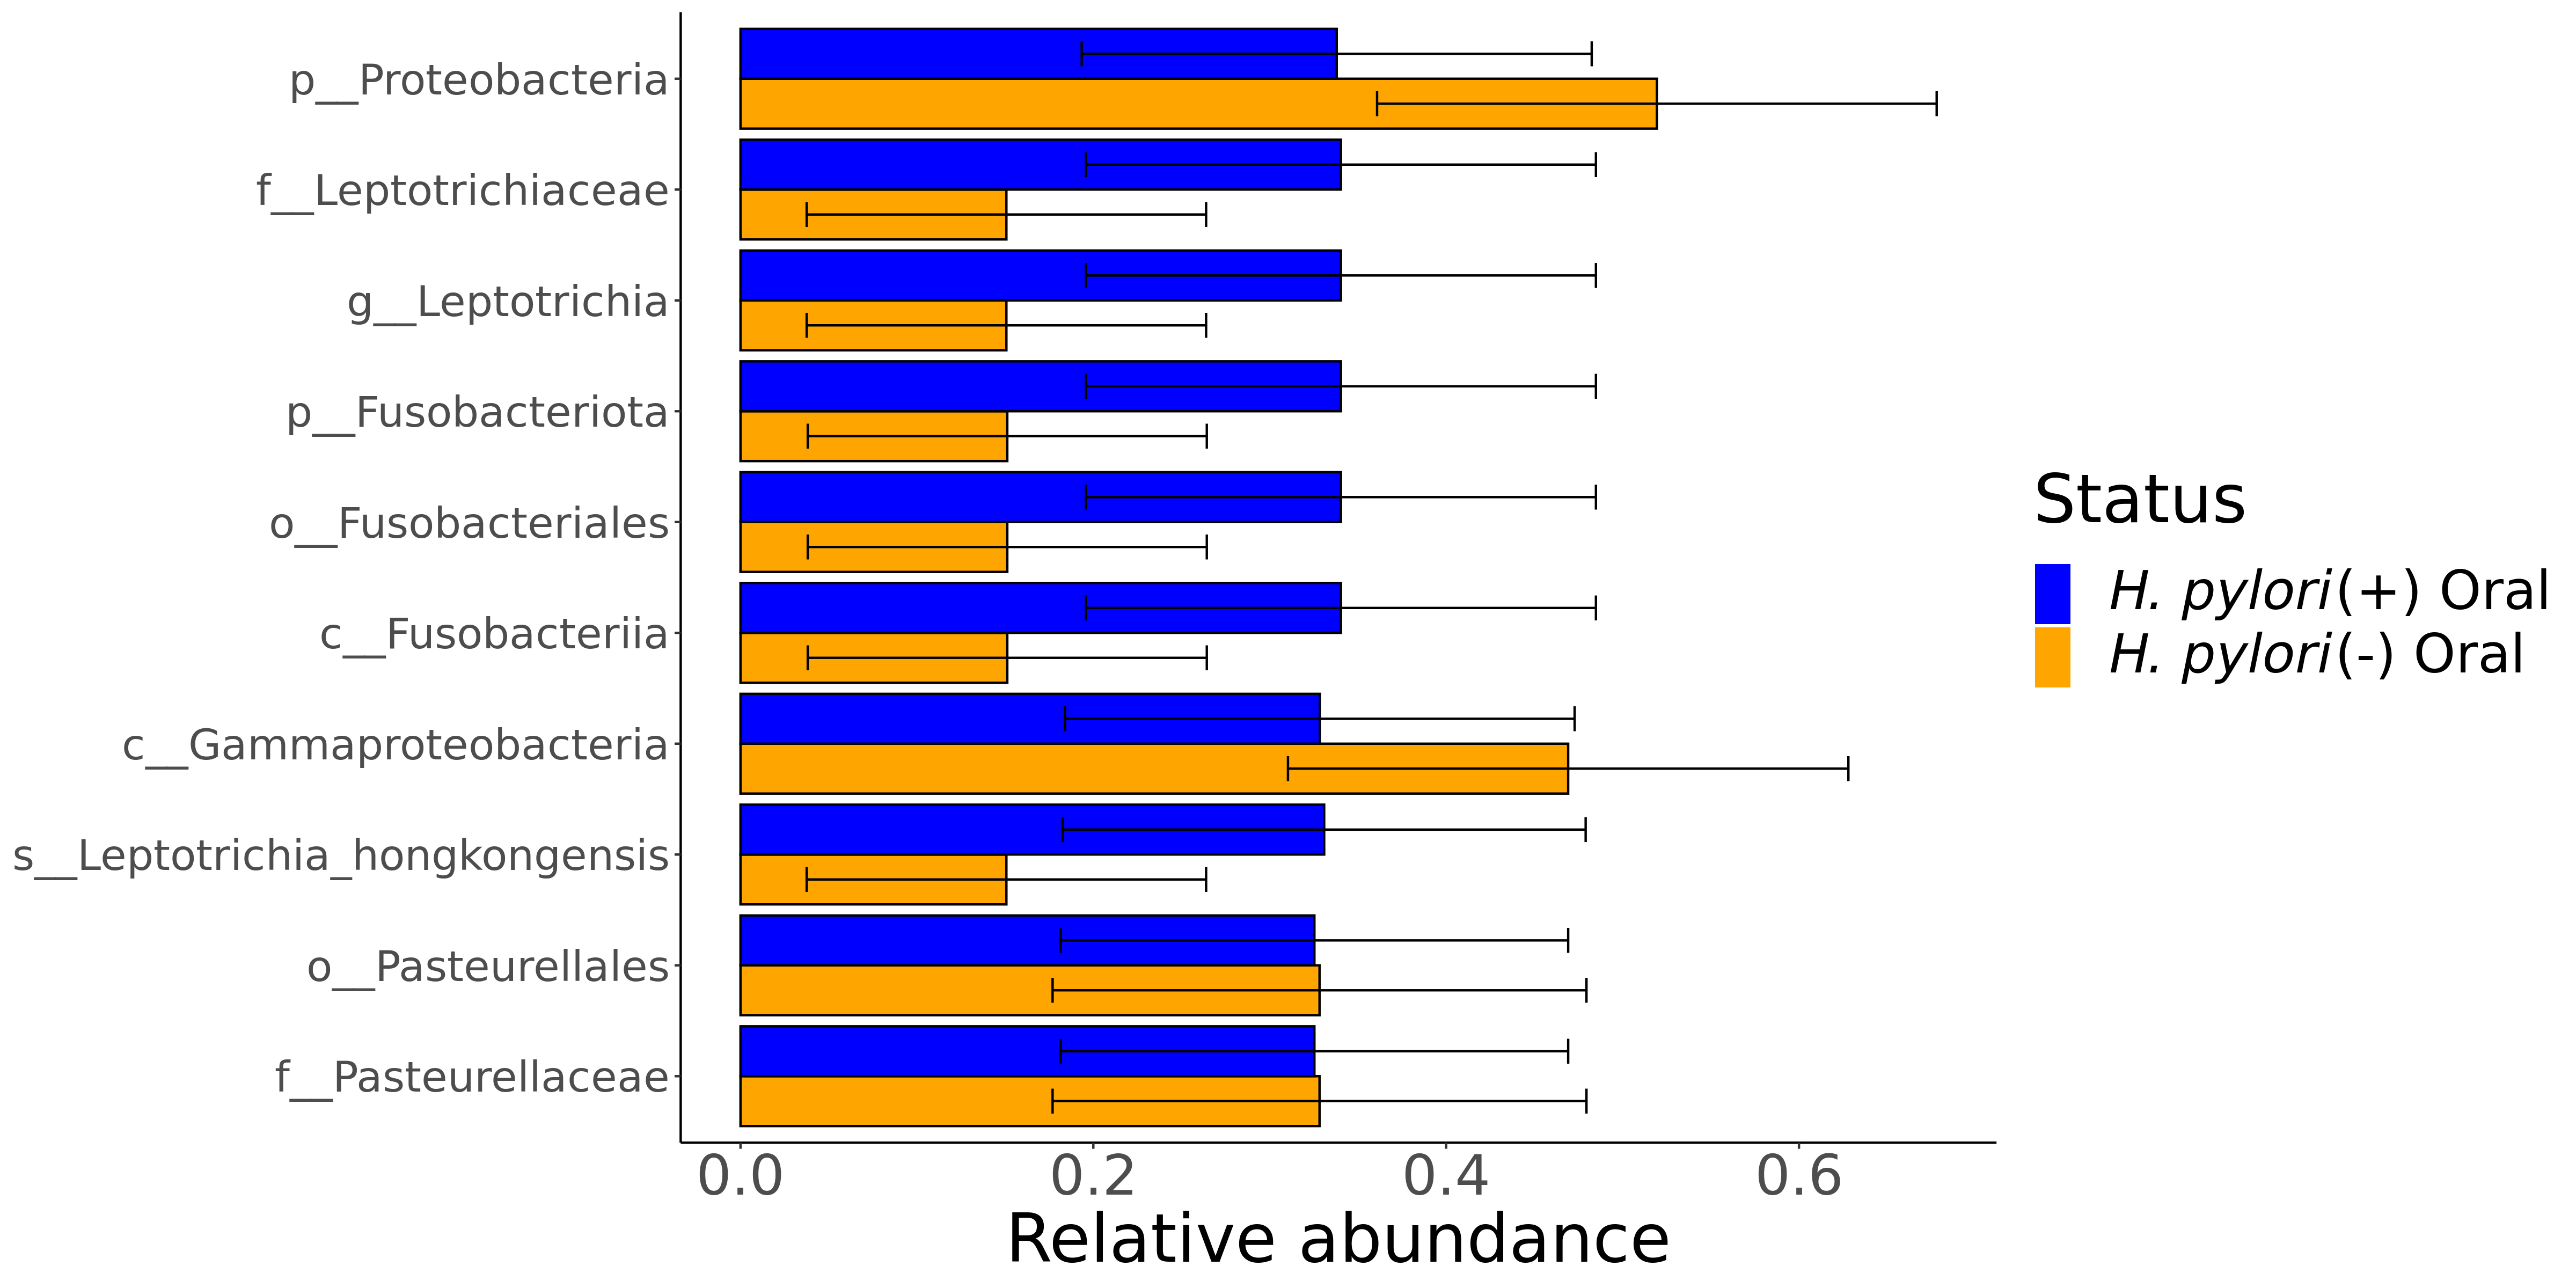 p__Proteobacteria
f__Leptotrichiaceae
g__Leptotrichia
p__Fusobacteriota
o__Fusobacteriales
c__Fusobacteriia
c__Gammaproteobacteria
s__Leptotrichia_hongkongensis
o__Pasteurellales
f__Pasteurellaceae
0.0 0.2 0.4 0.6
Relative abundance
Status
H. pylori(+) Oral
H. pylori(-) Oral